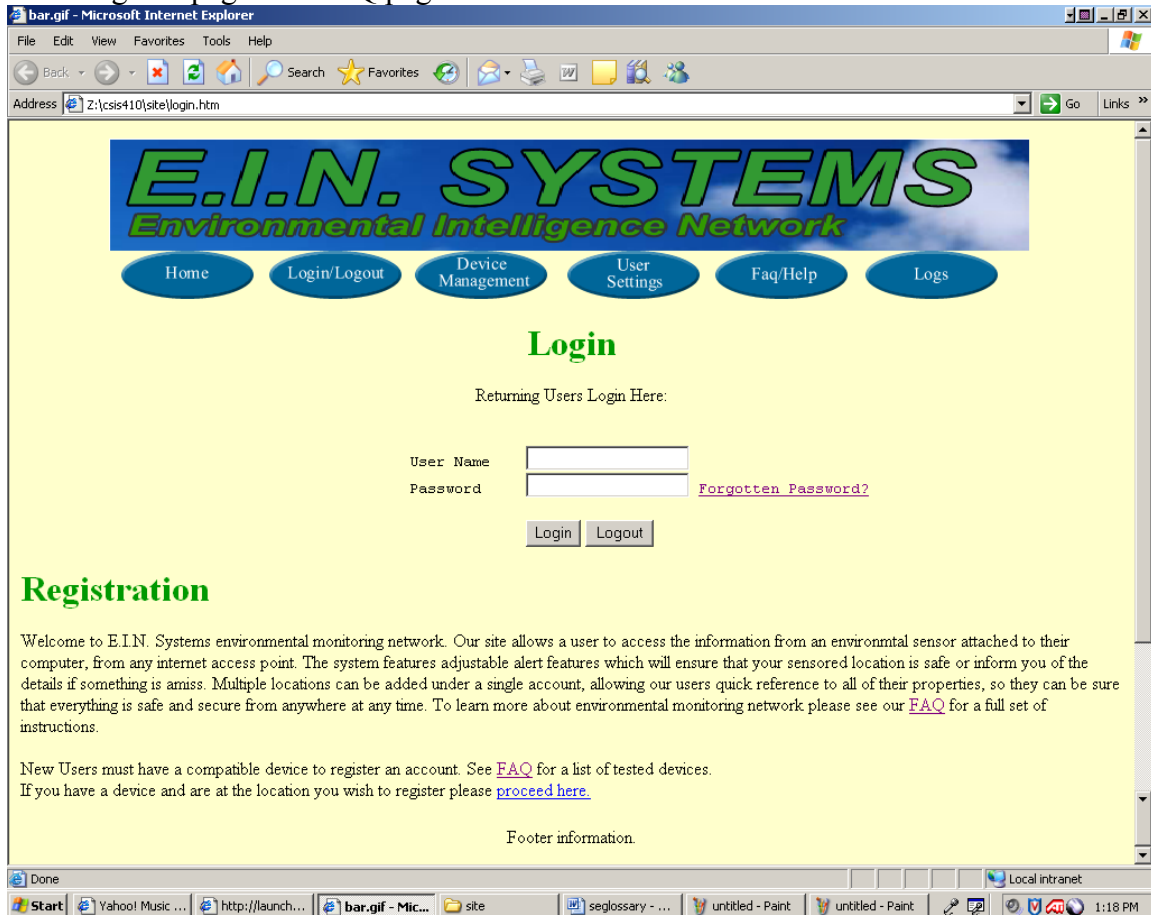 bar.gif - Microsoft Internet Explorer
File Edit View Favorites Tools Help
Back Search Favorites
Address Z:\csis410\site\login.htm Go Links »
E.I.N. SYSTEMS
Environmental Intelligence Network
Home Login/Logout Device Management User Settings Faq/Help Logs
Login
Returning Users Login Here:
User Name
Password Forgotten Password?
Login Logout
Registration
Welcome to E.I.N. Systems environmental monitoring network. Our site allows a user to access the information from an environmtal sensor attached to their
computer, from any internet access point. The system features adjustable alert features which will ensure that your sensored location is safe or inform you of the
details if something is amiss. Multiple locations can be added under a single account, allowing our users quick reference to all of their properties, so they can be sure
that everything is safe and secure from anywhere at any time. To learn more about environmental monitoring network please see our FAQ for a full set of
instructions.
New Users must have a compatible device to register an account. See FAQ for a list of tested devices.
If you have a device and are at the location you wish to register please proceed here.
Footer information.
Done Local intranet
Start Yahoo! Music ... http://launch... bar.gif - Mic... site seglossary - ... untitled - Paint untitled - Paint 1:18 PM